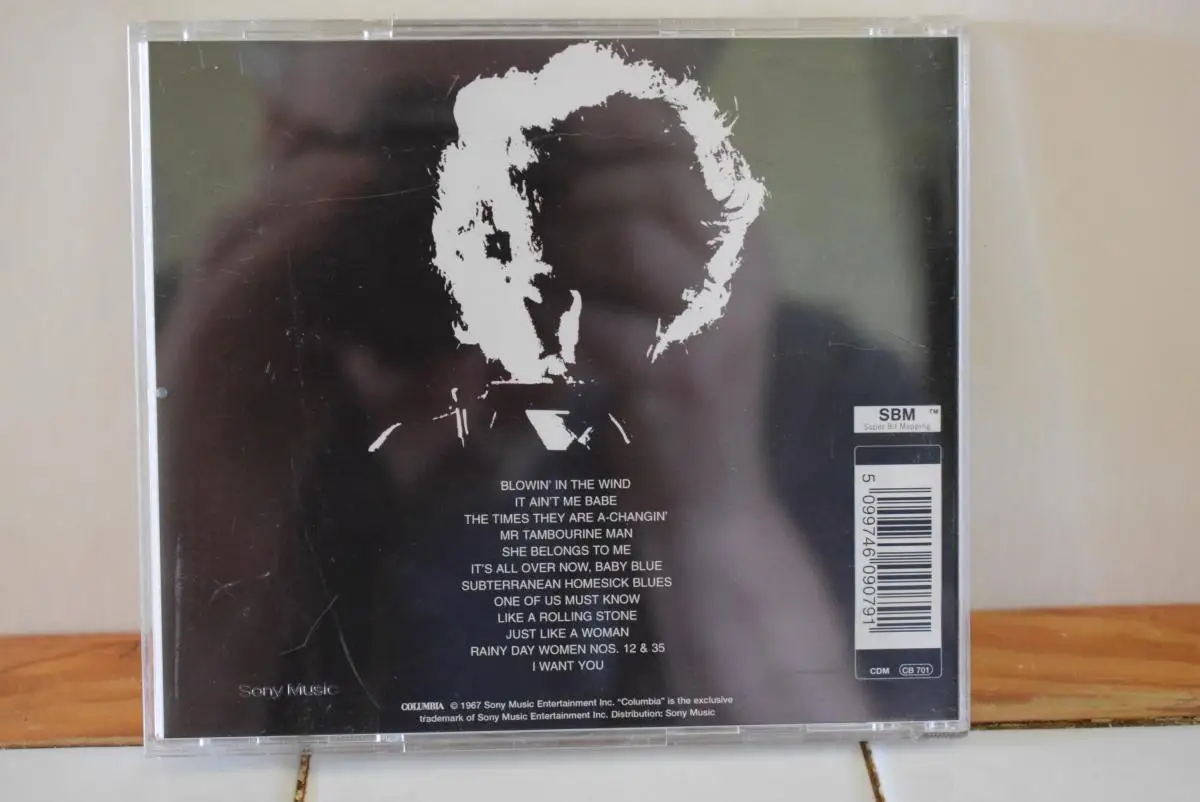 SBM ™
Super Bit Mapping
5 099746 090791
BLOWIN' IN THE WIND
IT AIN'T ME BABE
THE TIMES THEY ARE A-CHANGIN'
MR TAMBOURINE MAN
SHE BELONGS TO ME
IT'S ALL OVER NOW, BABY BLUE
SUBTERRANEAN HOMESICK BLUES
ONE OF US MUST KNOW
LIKE A ROLLING STONE
JUST LIKE A WOMAN
RAINY DAY WOMEN NOS. 12 & 35
I WANT YOU
CDM CB 701
Sony Music
COLUMBIA © 1967 Sony Music Entertainment Inc. "Columbia" is the exclusive
trademark of Sony Music Entertainment Inc. Distribution: Sony Music